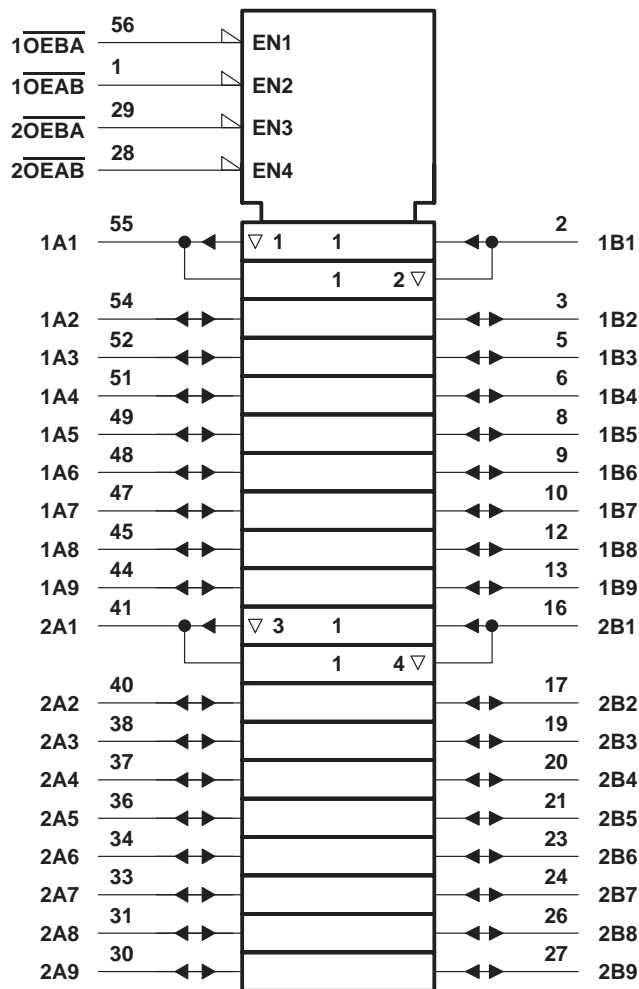 56
1O̅E̅B̅A̅ EN1
1
1O̅E̅A̅B̅ EN2
29
2O̅E̅B̅A̅ EN3
28
2O̅E̅A̅B̅ EN4
55 2
1A1 ▽ 1 1 1B1
1 2 ▽
54 3
1A2 1B2
52 5
1A3 1B3
51 6
1A4 1B4
49 8
1A5 1B5
48 9
1A6 1B6
47 10
1A7 1B7
45 12
1A8 1B8
44 13
1A9 1B9
41 16
2A1 ▽ 3 1 2B1
1 4 ▽
40 17
2A2 2B2
38 19
2A3 2B3
37 20
2A4 2B4
36 21
2A5 2B5
34 23
2A6 2B6
33 24
2A7 2B7
31 26
2A8 2B8
30 27
2A9 2B9